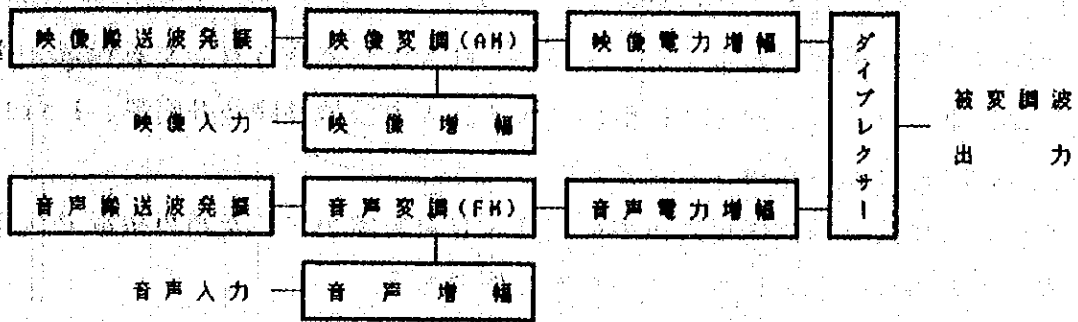 映像搬送波発振
映像変調(AM)
映像電力増幅
映像入力
映像増幅
音声搬送波発振
音声変調(FM)
音声電力増幅
音声入力
音声増幅
ダイプレクサー
被変調波
出力